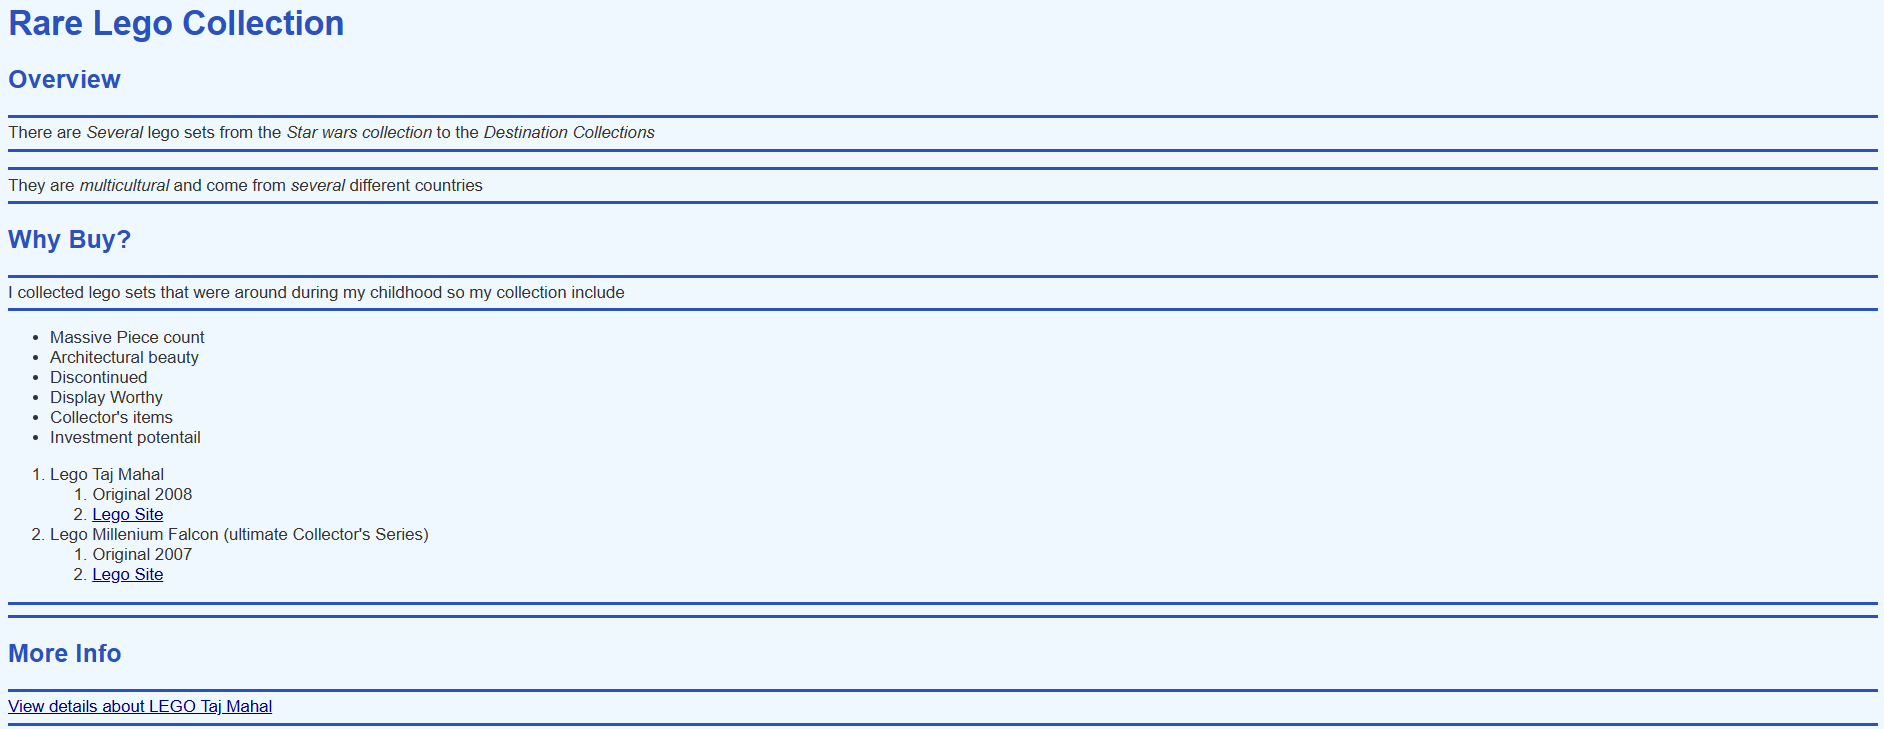 Rare Lego Collection
Overview
There are Several lego sets from the Star wars collection to the Destination Collections
They are multicultural and come from several different countries
Why Buy?
I collected lego sets that were around during my childhood so my collection include
• Massive Piece count
• Architectural beauty
• Discontinued
• Display Worthy
• Collector's items
• Investment potentail
1. Lego Taj Mahal
1. Original 2008
2. Lego Site
2. Lego Millenium Falcon (ultimate Collector's Series)
1. Original 2007
2. Lego Site
More Info
View details about LEGO Taj Mahal